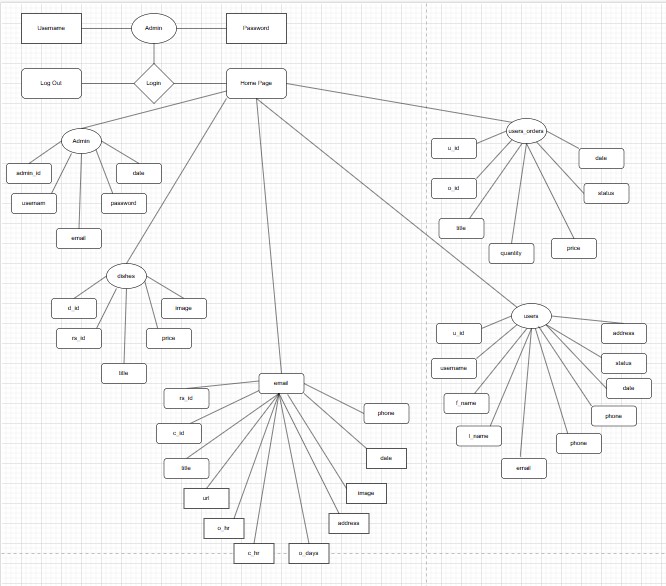 Username
Admin
Password
Log Out
Login
Home Page
Admin
admin_id
date
usernam
password
email
users_orders
u_id
date
o_id
status
title
quantity
price
dishes
d_id
image
rs_id
price
title
users
u_id
address
username
status
f_name
date
l_name
phone
phone
email
email
rs_id
phone
c_id
title
date
url
image
o_hr
address
c_hr
o_days